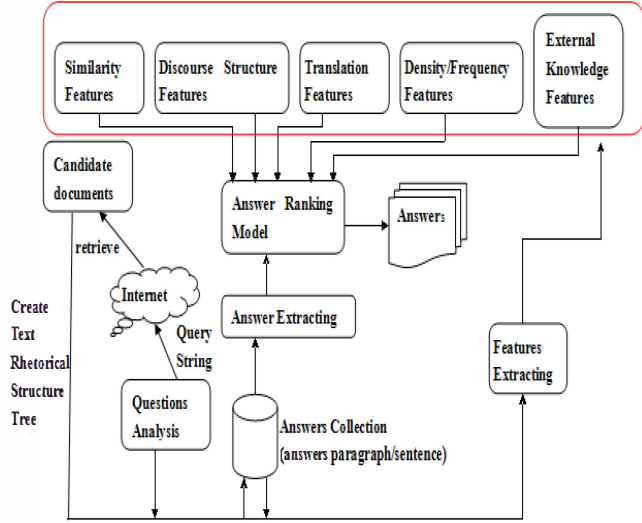 Similarity
Features
Discourse Structure
Features
Translation
Features
Density/Frequency
Features
External
Knowledge
Features
Candidate
documents
Answer Ranking
Model
Answers
retrieve
Internet
Answer Extracting
Create
Text
Rhetorical
Structure
Tree
Query
String
Features
Extracting
Questions
Analysis
Answers Collection
(answers paragraph/sentence)